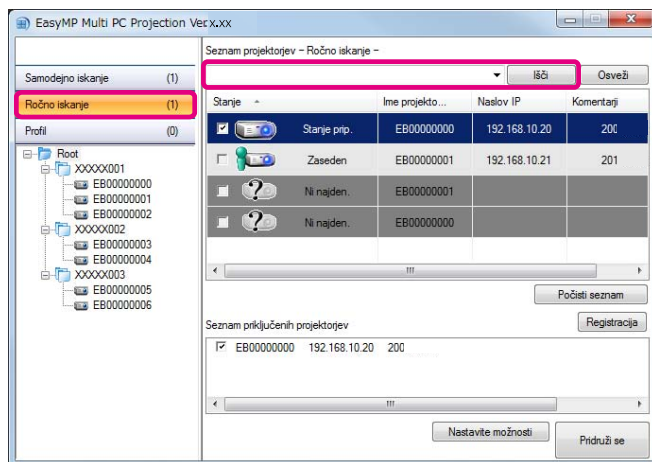 EasyMP Multi PC Projection Ver.x.xx
Seznam projektorjev - Ročno iskanje -
Samodejno iskanje (1)
Ročno iskanje (1)
Profil (0)
Išči
Osveži
Stanje Ime projekto... Naslov IP Komentarji
Stanje prip. EB00000000 192.168.10.20 200
Zaseden EB00000001 192.168.10.21 201
Ni najden. EB00000001
Ni najden. EB00000000
Root
XXXXX001
EB00000000
EB00000001
EB00000002
XXXXX002
EB00000003
EB00000004
XXXXX003
EB00000005
EB00000006
Počisti seznam
Seznam priključenih projektorjev
Registracija
EB00000000 192.168.10.20 200
Nastavite možnosti
Pridruži se